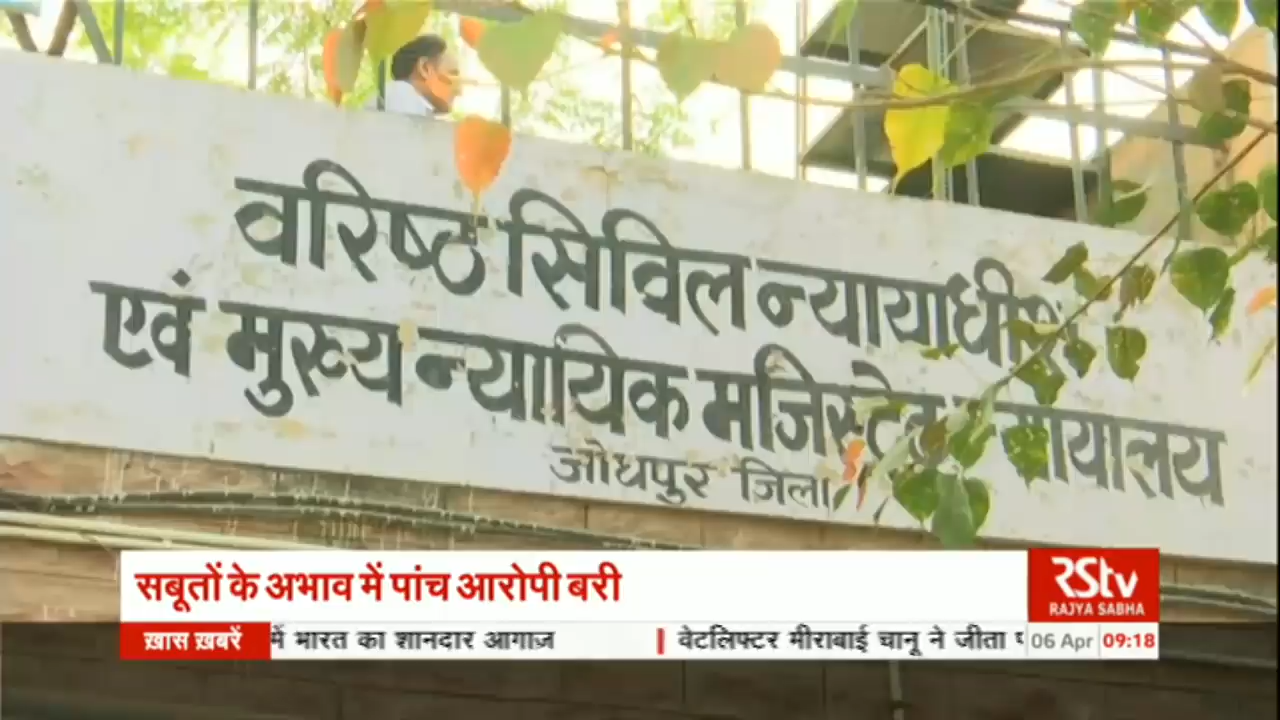 वरिष्ठ सिविल न्यायाधीश
एवं मुख्य न्यायिक मजिस्ट्रेट न्यायालय
जोधपुर जिला
सबूतों के अभाव में पांच आरोपी बरी
RStv
RAJYA SABHA
ख़ास ख़बरें में भारत का शानदार आगाज़ | वेटलिफ्टर मीराबाई चानू ने जीता 06 Apr 09:18